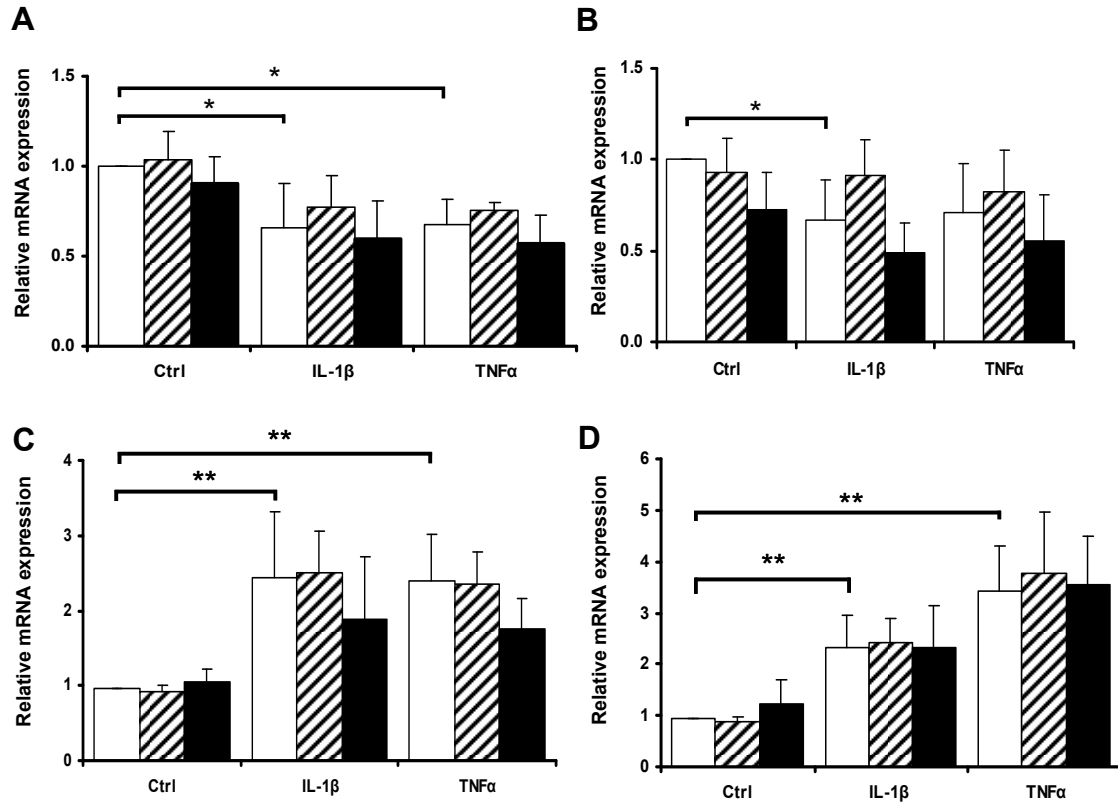 A
Relative mRNA expression
1.5
1.0
0.5
0.0
*
*
Ctrl IL-1β TNFα
B
Relative mRNA expression
1.5
1.0
0.5
0.0
*
Ctrl IL-1β TNFα
C
Relative mRNA expression
4
3
2
1
0
**
**
Ctrl IL-1β TNFα
D
Relative mRNA expression
6
5
4
3
2
1
0
**
**
Ctrl IL-1β TNFα